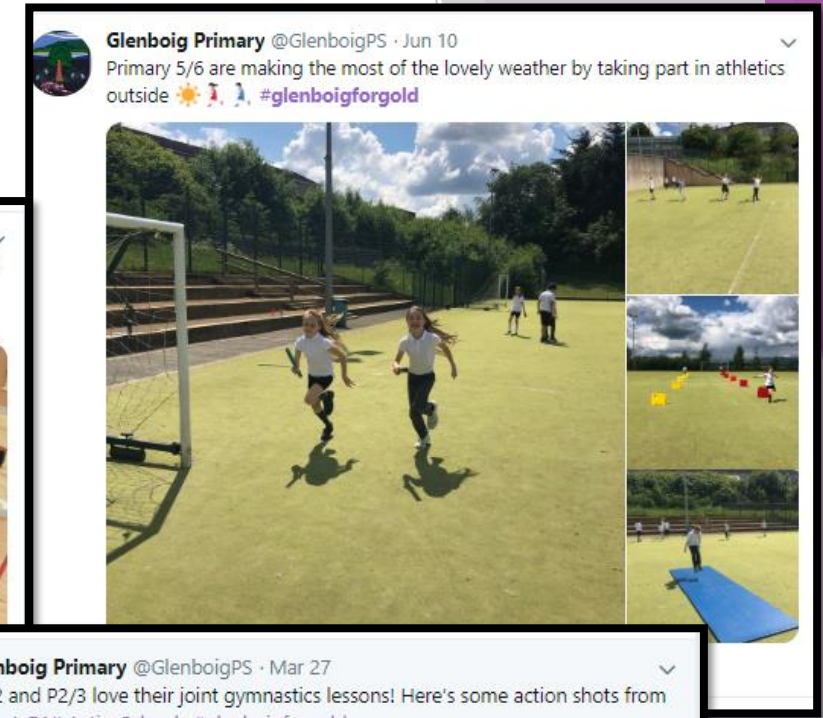 Glenboig Primary @GlenboigPS · Jun 10
Primary 5/6 are making the most of the lovely weather by taking part in athletics
outside ☀️ #glenboigforgold
nboig Primary @GlenboigPS · Mar 27
2 and P2/3 love their joint gymnastics lessons! Here's some action shots from